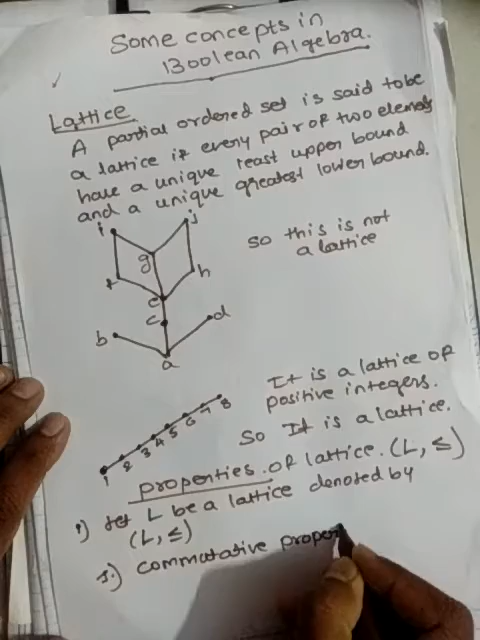 Some concepts in
Boolean Algebra.
Lattice
A partial ordered set is said tobe
a lattice if every pair of two elements
have a unique least upper bound
and a unique greatest lower bound.
i
j
g
f
h
e
c
b
d
a
So this is not
a lattice
1 2 3 4 5 6 7 8
It is a lattice of
positive integers.
So It is a lattice.
properties of lattice. (L, ≤)
1) let L be a lattice denoted by
(L, ≤)
1.) commutative proper